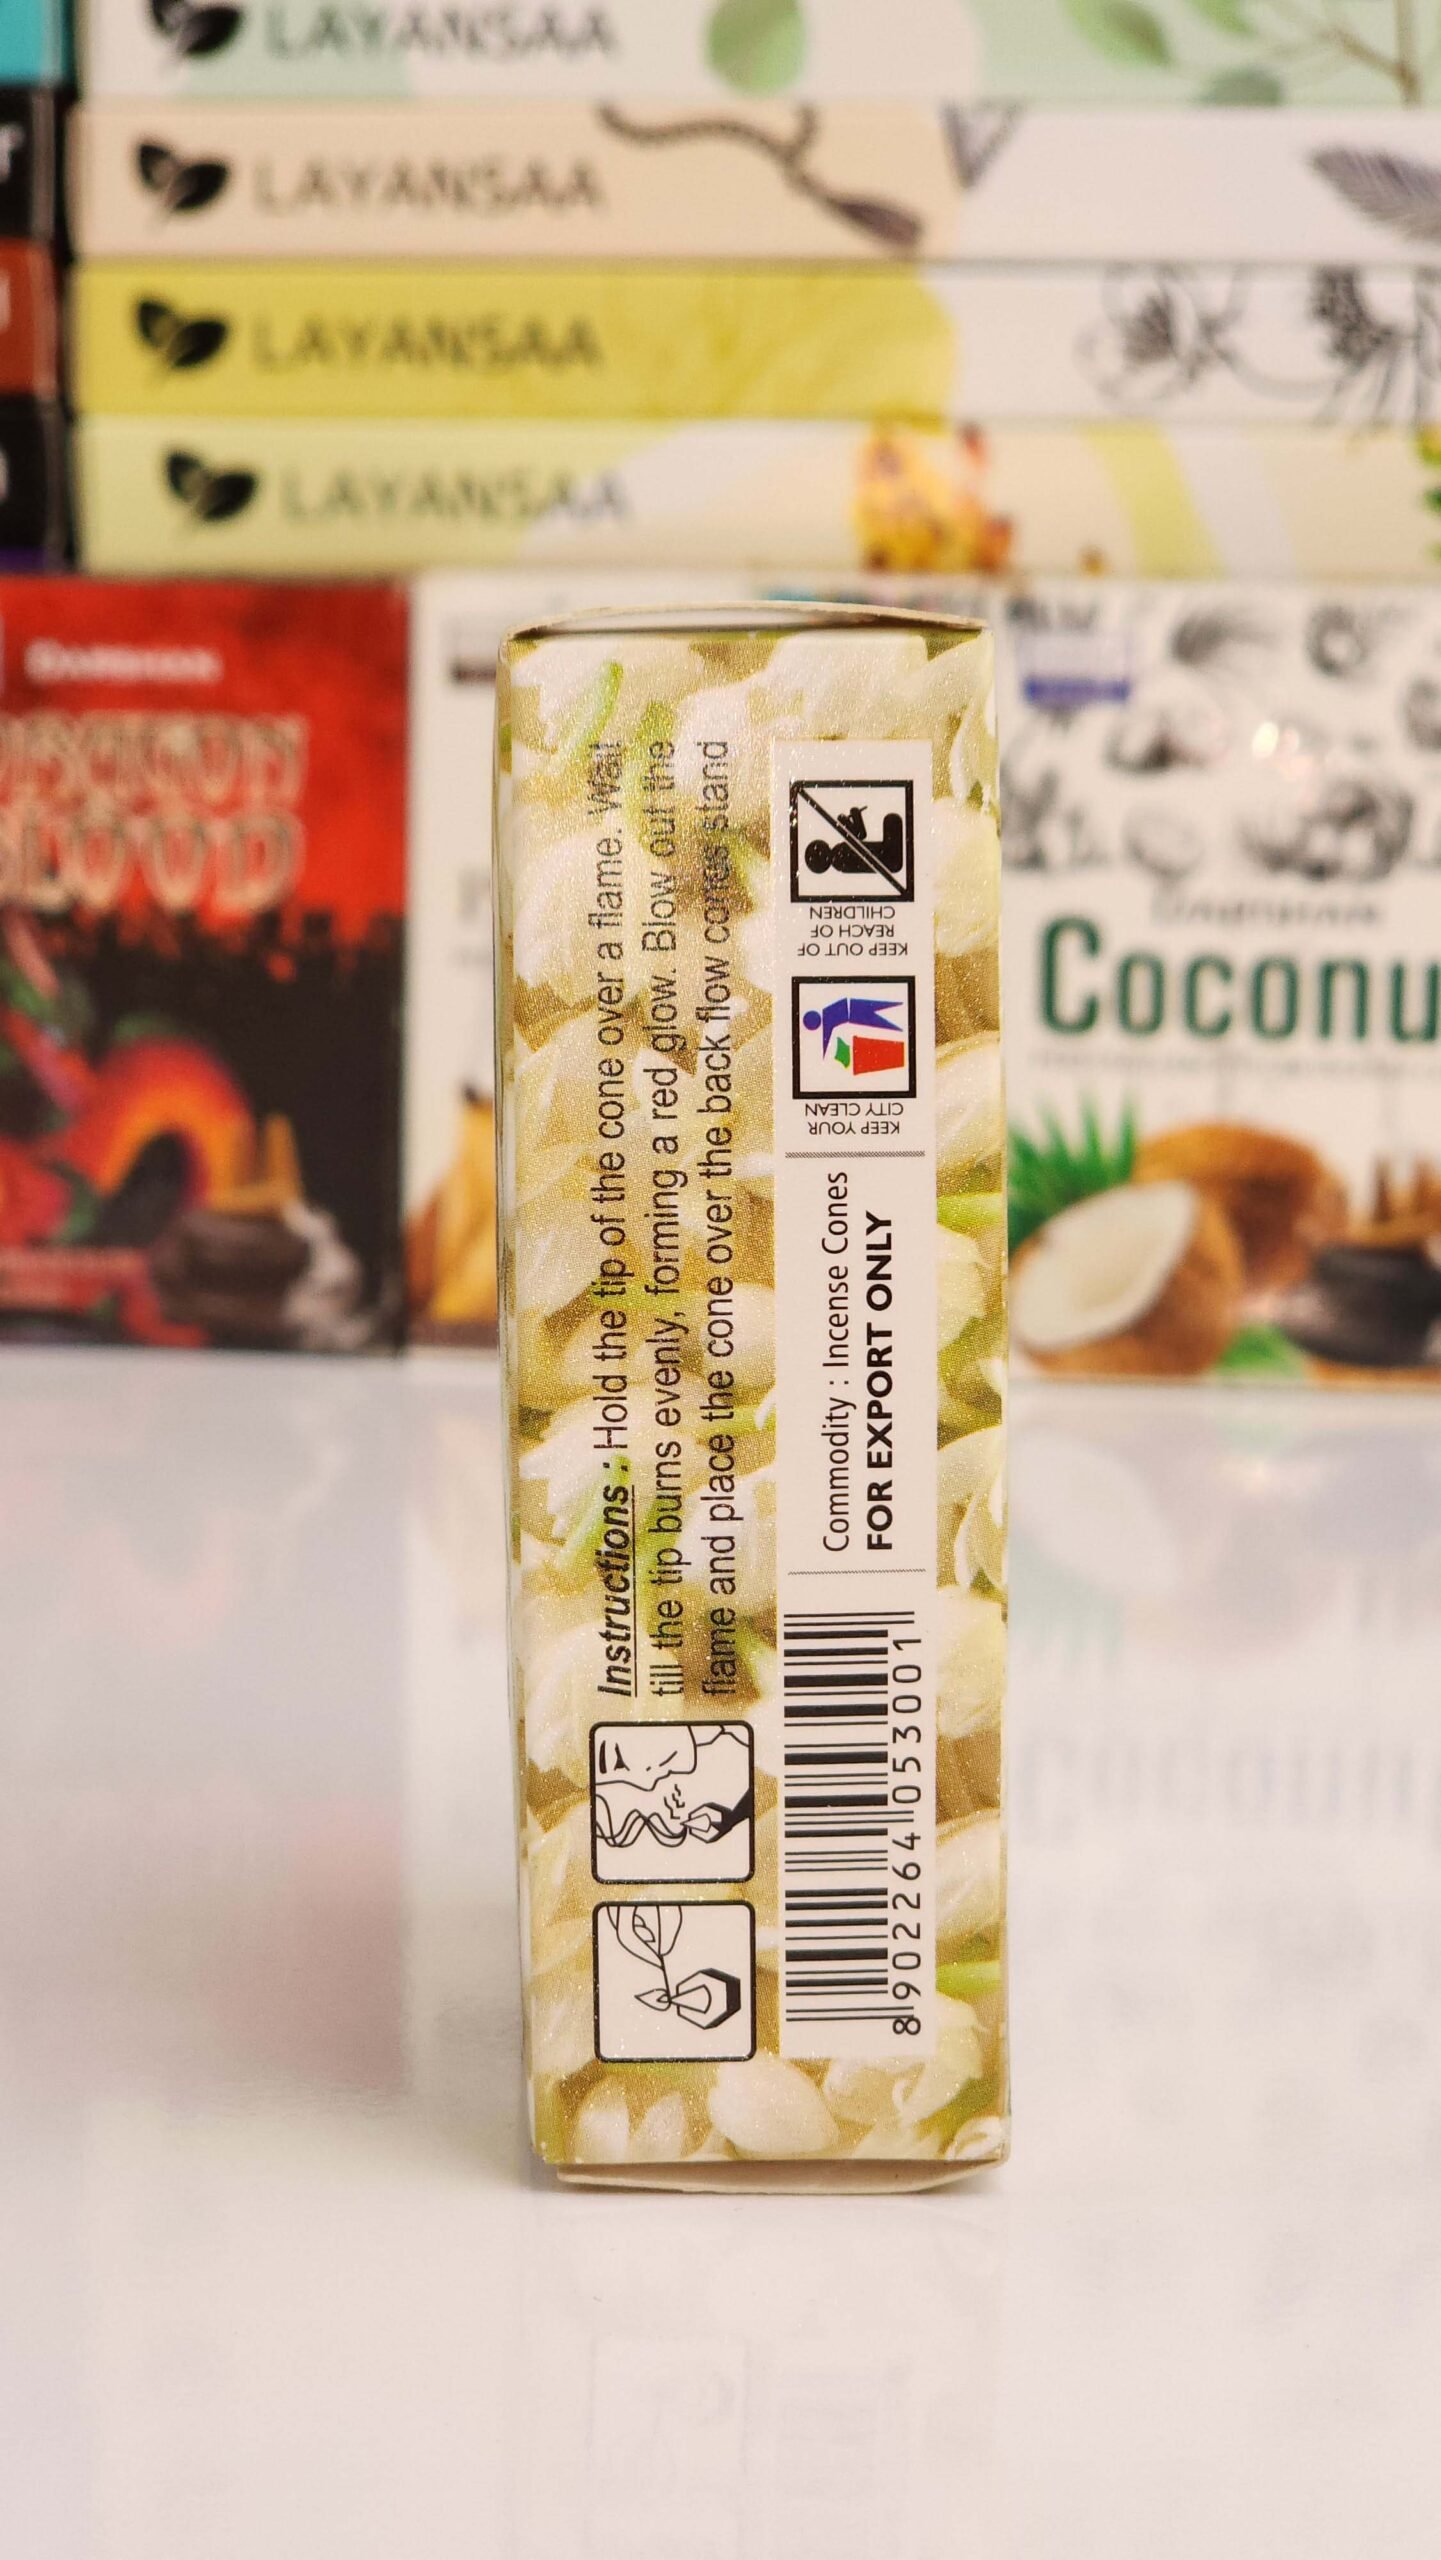 LAYANSAA
LAYANSAA
LAYANSAA
LAYANSAA
DRAGON
BLOOD
Coconu
Instructions : Hold the tip of the cone over a flame. Wait
till the tip burns evenly, forming a red glow. Blow out the
flame and place the cone over the back flow cones stand
KEEP OUT OF
REACH OF
CHILDREN
KEEP YOUR
CITY CLEAN
Commodity : Incense Cones
FOR EXPORT ONLY
8902264053001